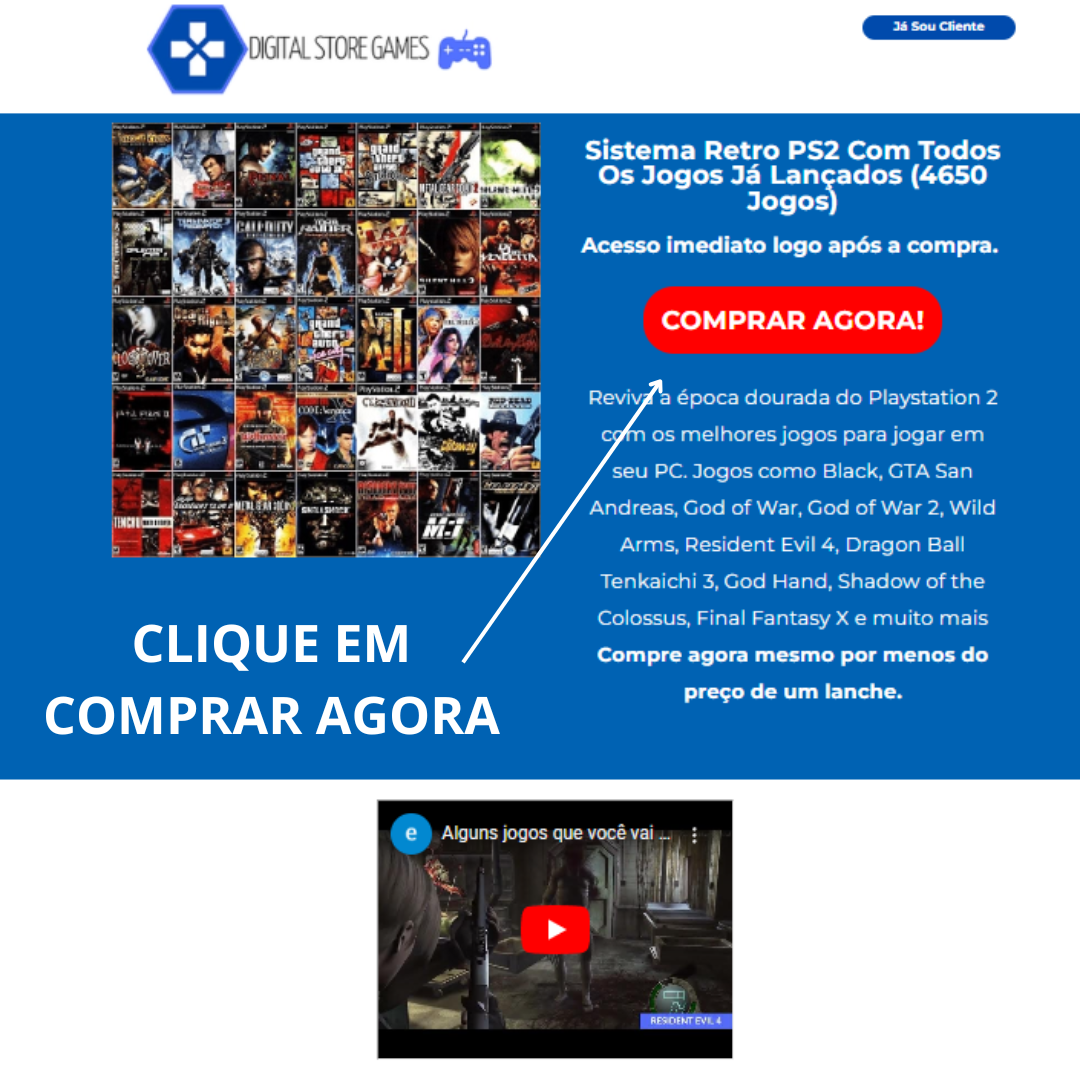 DIGITAL STORE GAMES
Já Sou Cliente
Sistema Retro PS2 Com Todos
Os Jogos Já Lançados (4650
Jogos)
Acesso imediato logo após a compra.
COMPRAR AGORA!
Reviva a época dourada do Playstation 2
com os melhores jogos para jogar em
seu PC. Jogos como Black, GTA San
Andreas, God of War, God of War 2, Wild
Arms, Resident Evil 4, Dragon Ball
Tenkaichi 3, God Hand, Shadow of the
Colossus, Final Fantasy X e muito mais
Compre agora mesmo por menos do
preço de um lanche.
CLIQUE EM
COMPRAR AGORA
e
Alguns jogos que você vai ...
RESIDENT EVIL 4